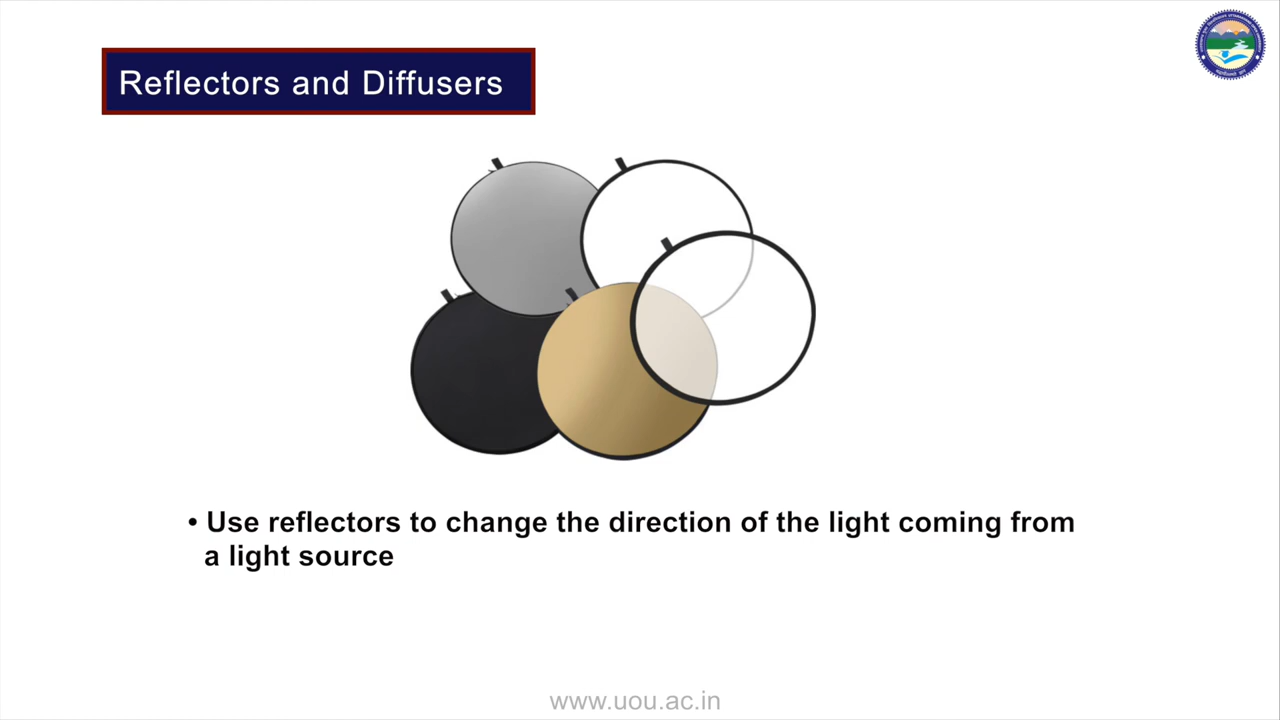 Reflectors and Diffusers
• Use reflectors to change the direction of the light coming from
a light source
www.uou.ac.in